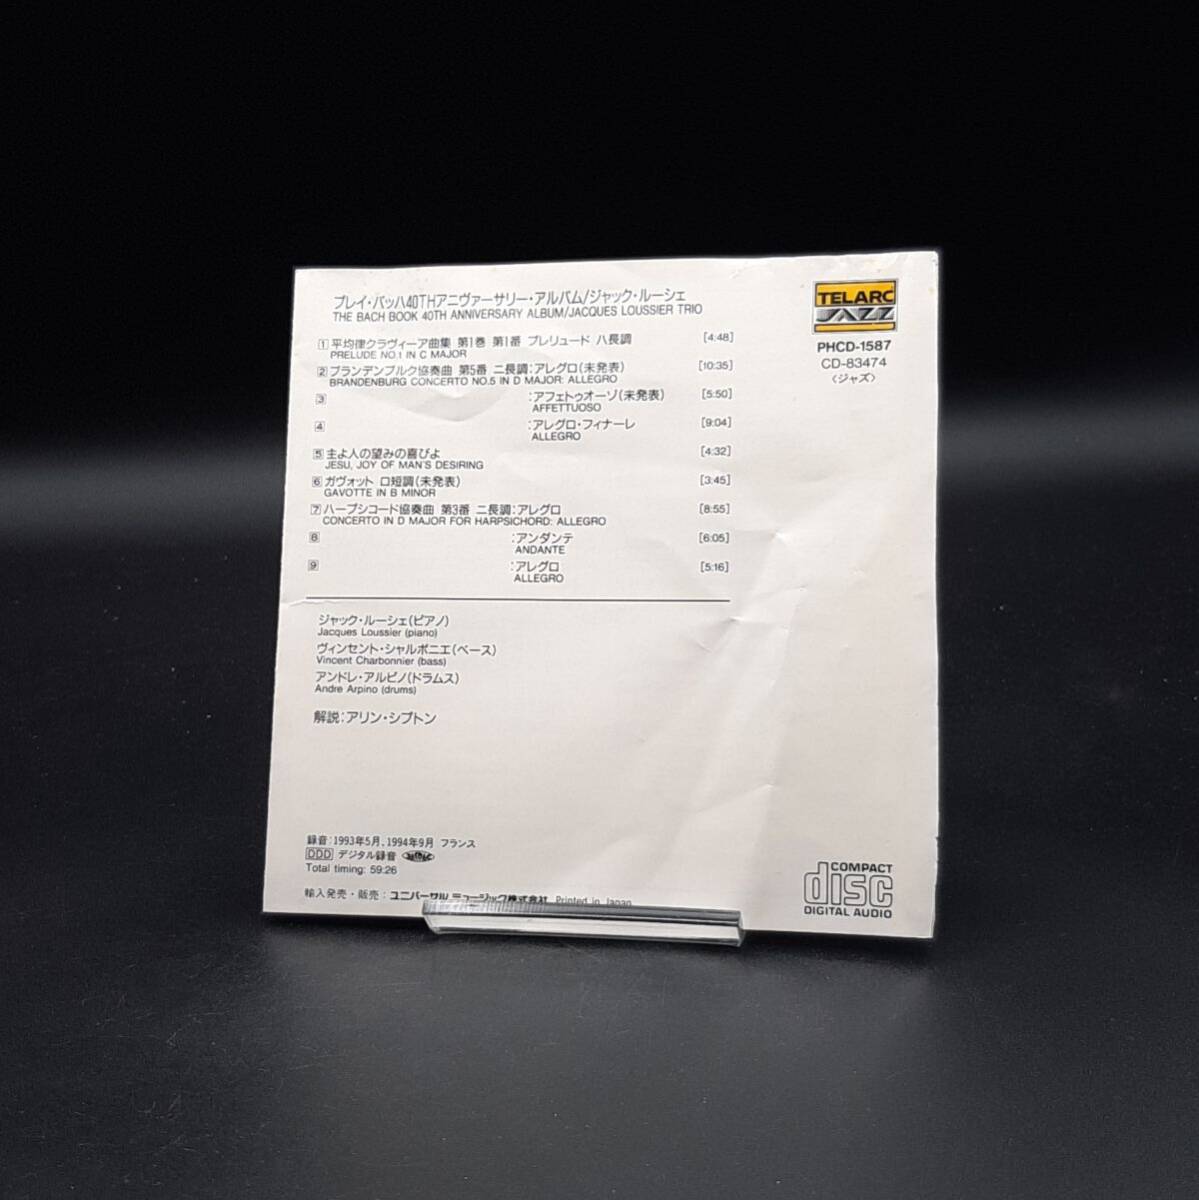 プレイ・バッハ40THアニヴァーサリー・アルバム/ジャック・ルーシェ
THE BACH BOOK 40TH ANNIVERSARY ALBUM/JACQUES LOUSSIER TRIO
TELARC
JAZZ
PHCD-1587
CD-83474
〈ジャズ〉
1 平均律クラヴィーア曲集 第1巻 第1番 プレリュード ハ長調 [4:48]
PRELUDE NO.1 IN C MAJOR
2 ブランデンブルク協奏曲 第5番 ニ長調:アレグロ(未発表) [10:35]
BRANDENBURG CONCERTO NO.5 IN D MAJOR: ALLEGRO
3 :アフェトゥオーゾ(未発表) [5:50]
AFFETTUOSO
4 :アレグロ・フィナーレ [9:04]
ALLEGRO
5 主よ人の望みの喜びよ [4:32]
JESU, JOY OF MAN'S DESIRING
6 ガヴォット ロ短調(未発表) [3:45]
GAVOTTE IN B MINOR
7 ハープシコード協奏曲 第3番 ニ長調:アレグロ [8:55]
CONCERTO IN D MAJOR FOR HARPSICHORD: ALLEGRO
8 :アンダンテ [6:05]
ANDANTE
9 :アレグロ [5:16]
ALLEGRO
ジャック・ルーシェ(ピアノ)
Jacques Loussier (piano)
ヴィンセント・シャルボニエ(ベース)
Vincent Charbonnier (bass)
アンドレ・アルピノ(ドラムス)
Andre Arpino (drums)
解説:アリン・シプトン
録音:1993年5月、1994年9月 フランス
DDD デジタル録音
Total timing: 59:26
輸入発売・販売:ユニバーサル ミュージック株式会社 Printed in Japan
COMPACT
disc
DIGITAL AUDIO